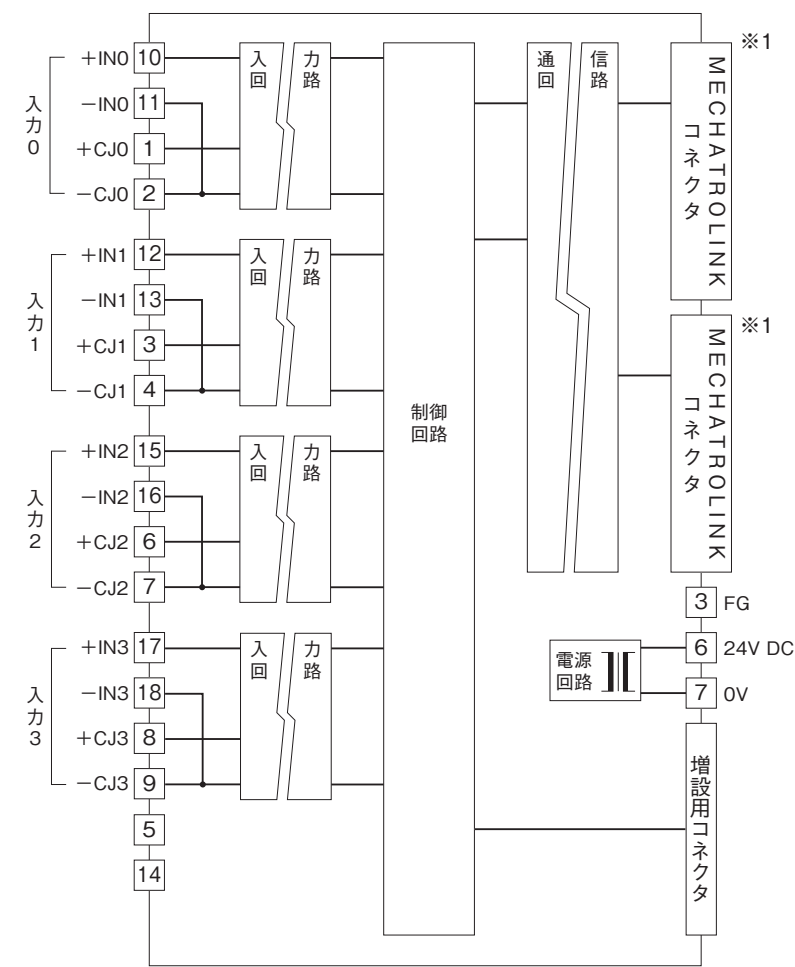 入力0
+IN0 10
−IN0 11
+CJ0 1
−CJ0 2
入力
回路
入力1
+IN1 12
−IN1 13
+CJ1 3
−CJ1 4
入力
回路
入力2
+IN2 15
−IN2 16
+CJ2 6
−CJ2 7
入力
回路
入力3
+IN3 17
−IN3 18
+CJ3 8
−CJ3 9
入力
回路
5
14
制御
回路
通信
回路
※1
MECHATROLINK
コネクタ
※1
MECHATROLINK
コネクタ
3 FG
6 24V DC
7 0V
電源
回路
増設用コネクタ